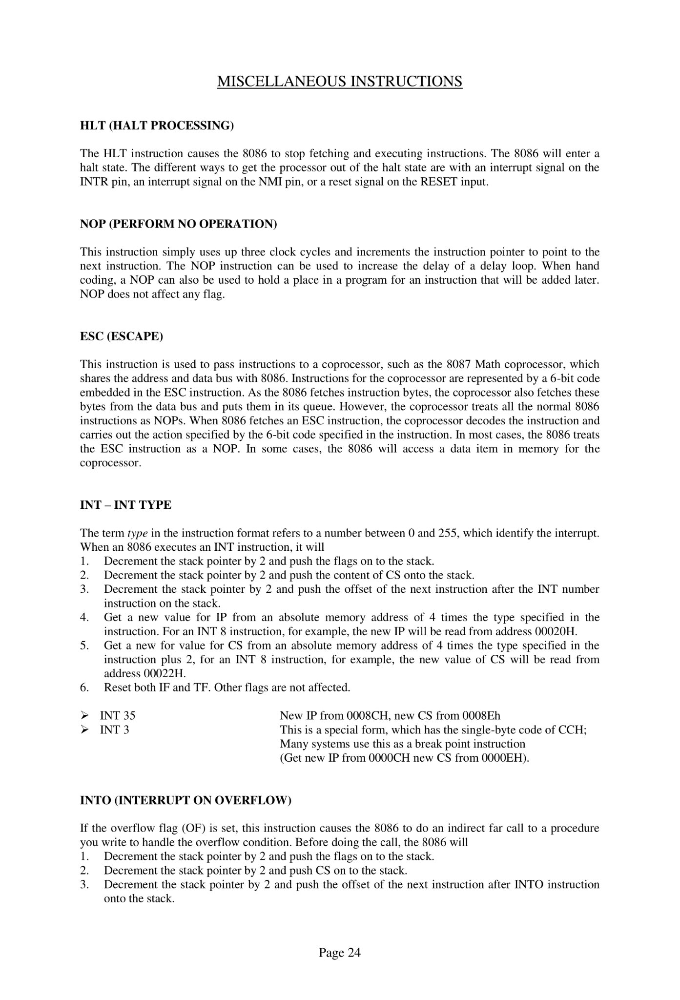 MISCELLANEOUS INSTRUCTIONS
HLT (HALT PROCESSING)
The HLT instruction causes the 8086 to stop fetching and executing instructions. The 8086 will enter a
halt state. The different ways to get the processor out of the halt state are with an interrupt signal on the
INTR pin, an interrupt signal on the NMI pin, or a reset signal on the RESET input.
NOP (PERFORM NO OPERATION)
This instruction simply uses up three clock cycles and increments the instruction pointer to point to the
next instruction. The NOP instruction can be used to increase the delay of a delay loop. When hand
coding, a NOP can also be used to hold a place in a program for an instruction that will be added later.
NOP does not affect any flag.
ESC (ESCAPE)
This instruction is used to pass instructions to a coprocessor, such as the 8087 Math coprocessor, which
shares the address and data bus with 8086. Instructions for the coprocessor are represented by a 6-bit code
embedded in the ESC instruction. As the 8086 fetches instruction bytes, the coprocessor also fetches these
bytes from the data bus and puts them in its queue. However, the coprocessor treats all the normal 8086
instructions as NOPs. When 8086 fetches an ESC instruction, the coprocessor decodes the instruction and
carries out the action specified by the 6-bit code specified in the instruction. In most cases, the 8086 treats
the ESC instruction as a NOP. In some cases, the 8086 will access a data item in memory for the
coprocessor.
INT – INT TYPE
The term type in the instruction format refers to a number between 0 and 255, which identify the interrupt.
When an 8086 executes an INT instruction, it will
1. Decrement the stack pointer by 2 and push the flags on to the stack.
2. Decrement the stack pointer by 2 and push the content of CS onto the stack.
3. Decrement the stack pointer by 2 and push the offset of the next instruction after the INT number
instruction on the stack.
4. Get a new value for IP from an absolute memory address of 4 times the type specified in the
instruction. For an INT 8 instruction, for example, the new IP will be read from address 00020H.
5. Get a new for value for CS from an absolute memory address of 4 times the type specified in the
instruction plus 2, for an INT 8 instruction, for example, the new value of CS will be read from
address 00022H.
6. Reset both IF and TF. Other flags are not affected.
➢ INT 35 New IP from 0008CH, new CS from 0008Eh
➢ INT 3 This is a special form, which has the single-byte code of CCH;
Many systems use this as a break point instruction
(Get new IP from 0000CH new CS from 0000EH).
INTO (INTERRUPT ON OVERFLOW)
If the overflow flag (OF) is set, this instruction causes the 8086 to do an indirect far call to a procedure
you write to handle the overflow condition. Before doing the call, the 8086 will
1. Decrement the stack pointer by 2 and push the flags on to the stack.
2. Decrement the stack pointer by 2 and push CS on to the stack.
3. Decrement the stack pointer by 2 and push the offset of the next instruction after INTO instruction
onto the stack.
Page 24